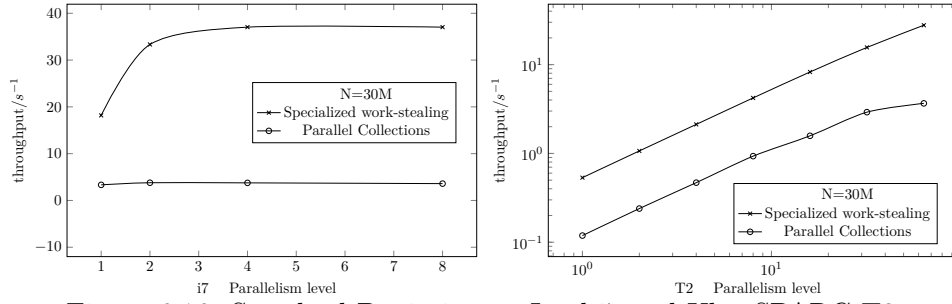 40
30
20
10
0
−10
throughput/s⁻¹
N=30M
Specialized work-stealing
Parallel Collections
1 2 3 4 5 6 7 8
i7 Parallelism level
10¹
10⁰
10⁻¹
throughput/s⁻¹
N=30M
Specialized work-stealing
Parallel Collections
10⁰ 10¹
T2 Parallelism level